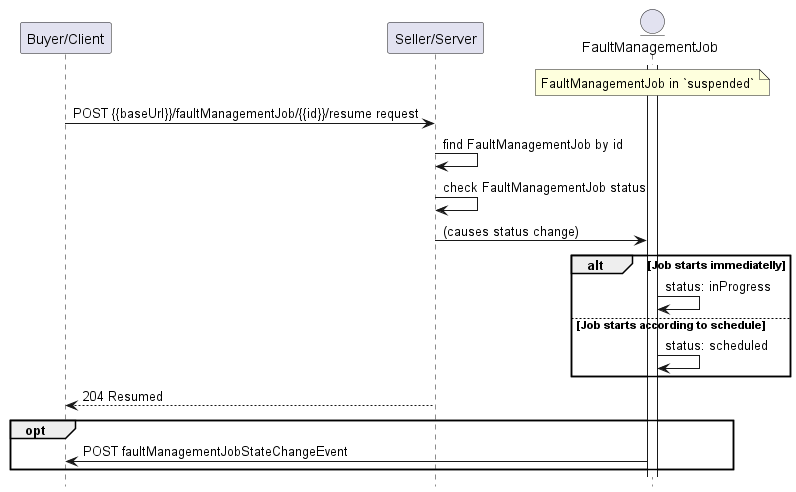 Buyer/Client
Seller/Server
FaultManagementJob
FaultManagementJob in `suspended`
POST {{baseUrl}}/faultManagementJob/{{id}}/resume request
find FaultManagementJob by id
check FaultManagementJob status
(causes status change)
alt
[Job starts immediatelly]
status: inProgress
[Job starts according to schedule]
status: scheduled
204 Resumed
opt
POST faultManagementJobStateChangeEvent